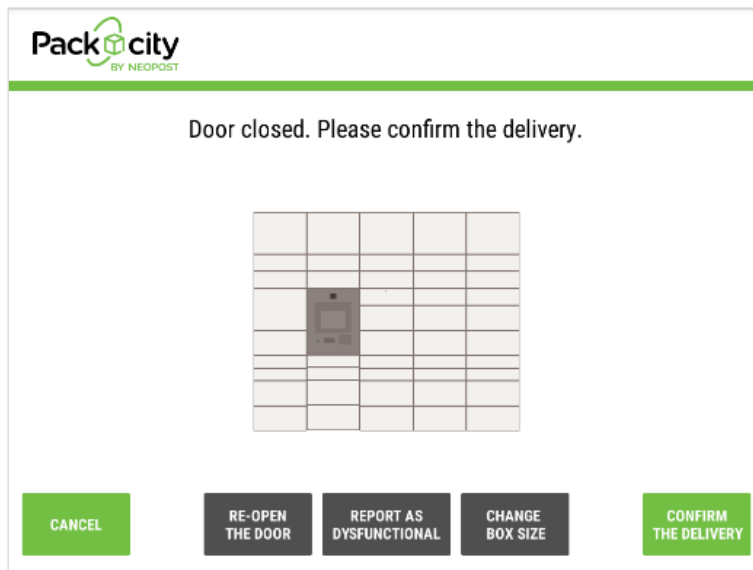 Pack city
BY NEOPOST
Door closed. Please confirm the delivery.
CANCEL
RE-OPEN
THE DOOR
REPORT AS
DYSFUNCTIONAL
CHANGE
BOX SIZE
CONFIRM
THE DELIVERY